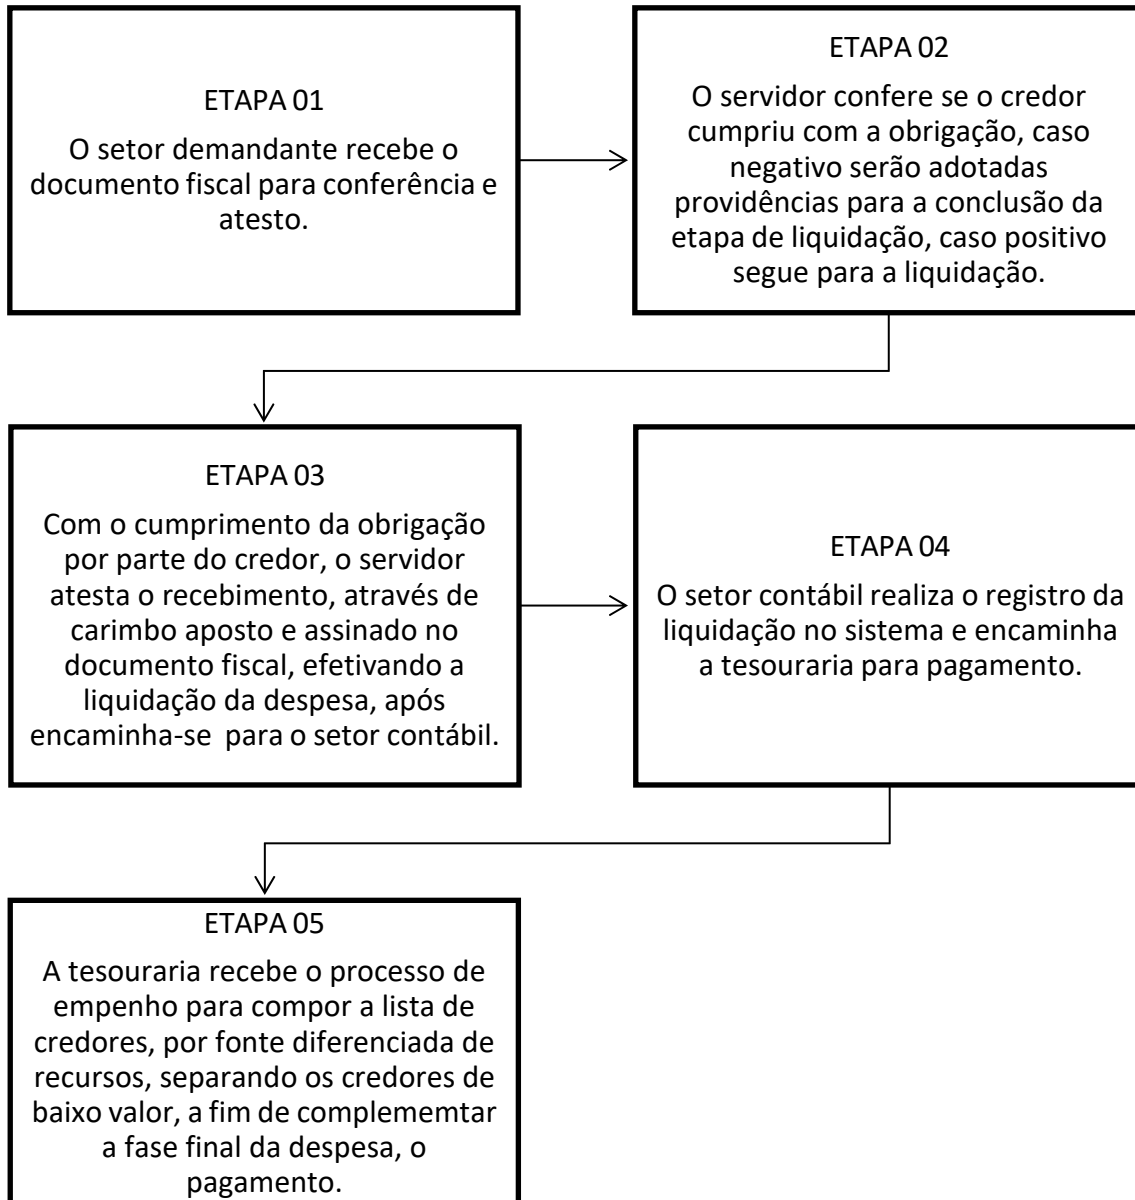 ETAPA 01
O setor demandante recebe o
documento fiscal para conferência e
atesto.
ETAPA 02
O servidor confere se o credor
cumpriu com a obrigação, caso
negativo serão adotadas
providências para a conclusão da
etapa de liquidação, caso positivo
segue para a liquidação.
ETAPA 03
Com o cumprimento da obrigação
por parte do credor, o servidor
atesta o recebimento, através de
carimbo aposto e assinado no
documento fiscal, efetivando a
liquidação da despesa, após
encaminha-se  para o setor contábil.
ETAPA 04
O setor contábil realiza o registro da
liquidação no sistema e encaminha
a tesouraria para pagamento.
ETAPA 05
A tesouraria recebe o processo de
empenho para compor a lista de
credores, por fonte diferenciada de
recursos, separando os credores de
baixo valor, a fim de complememtar
a fase final da despesa, o
pagamento.